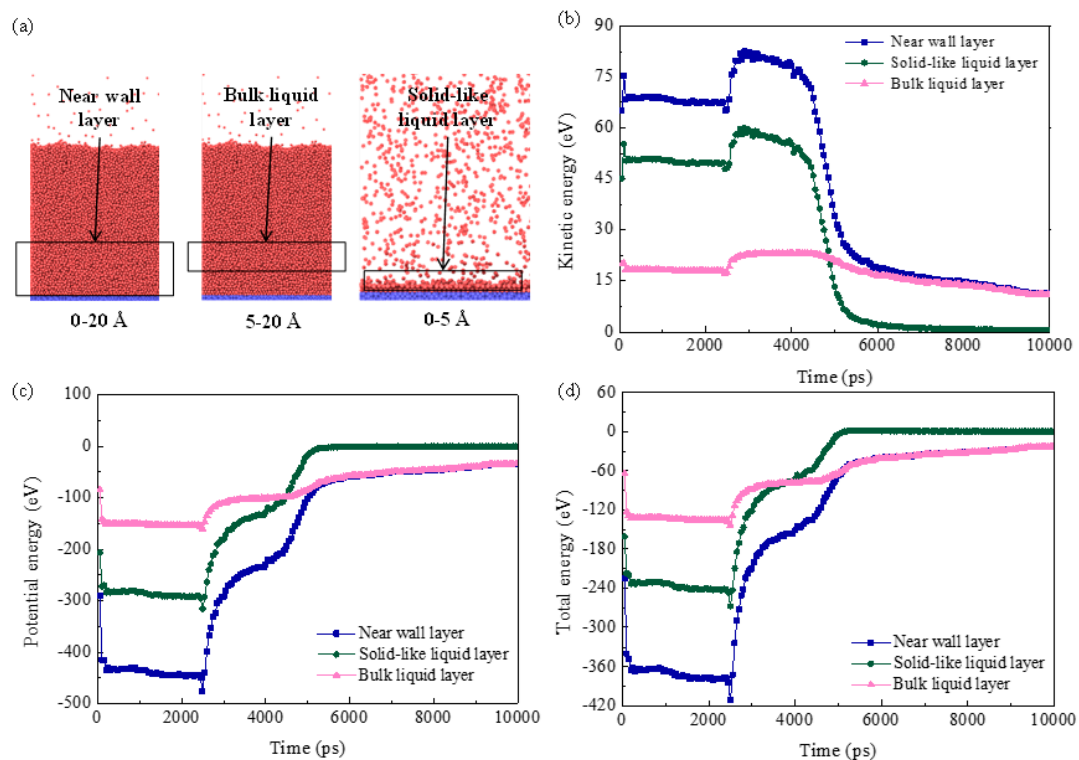 (a)
Near wall
layer
Bulk liquid
layer
Solid-like
liquid layer
0-20 Å
5-20 Å
0-5 Å
(b)
90
75
60
45
30
15
0
Kinetic energy (eV)
Near wall layer
Solid-like liquid layer
Bulk liquid layer
0 2000 4000 6000 8000 10000
Time (ps)
(c)
100
0
-100
-200
-300
-400
-500
Potential energy (eV)
Near wall layer
Solid-like liquid layer
Bulk liquid layer
0 2000 4000 6000 8000 10000
Time (ps)
(d)
60
0
-60
-120
-180
-240
-300
-360
-420
Total energy (eV)
Near wall layer
Solid-like liquid layer
Bulk liquid layer
0 2000 4000 6000 8000 10000
Time (ps)